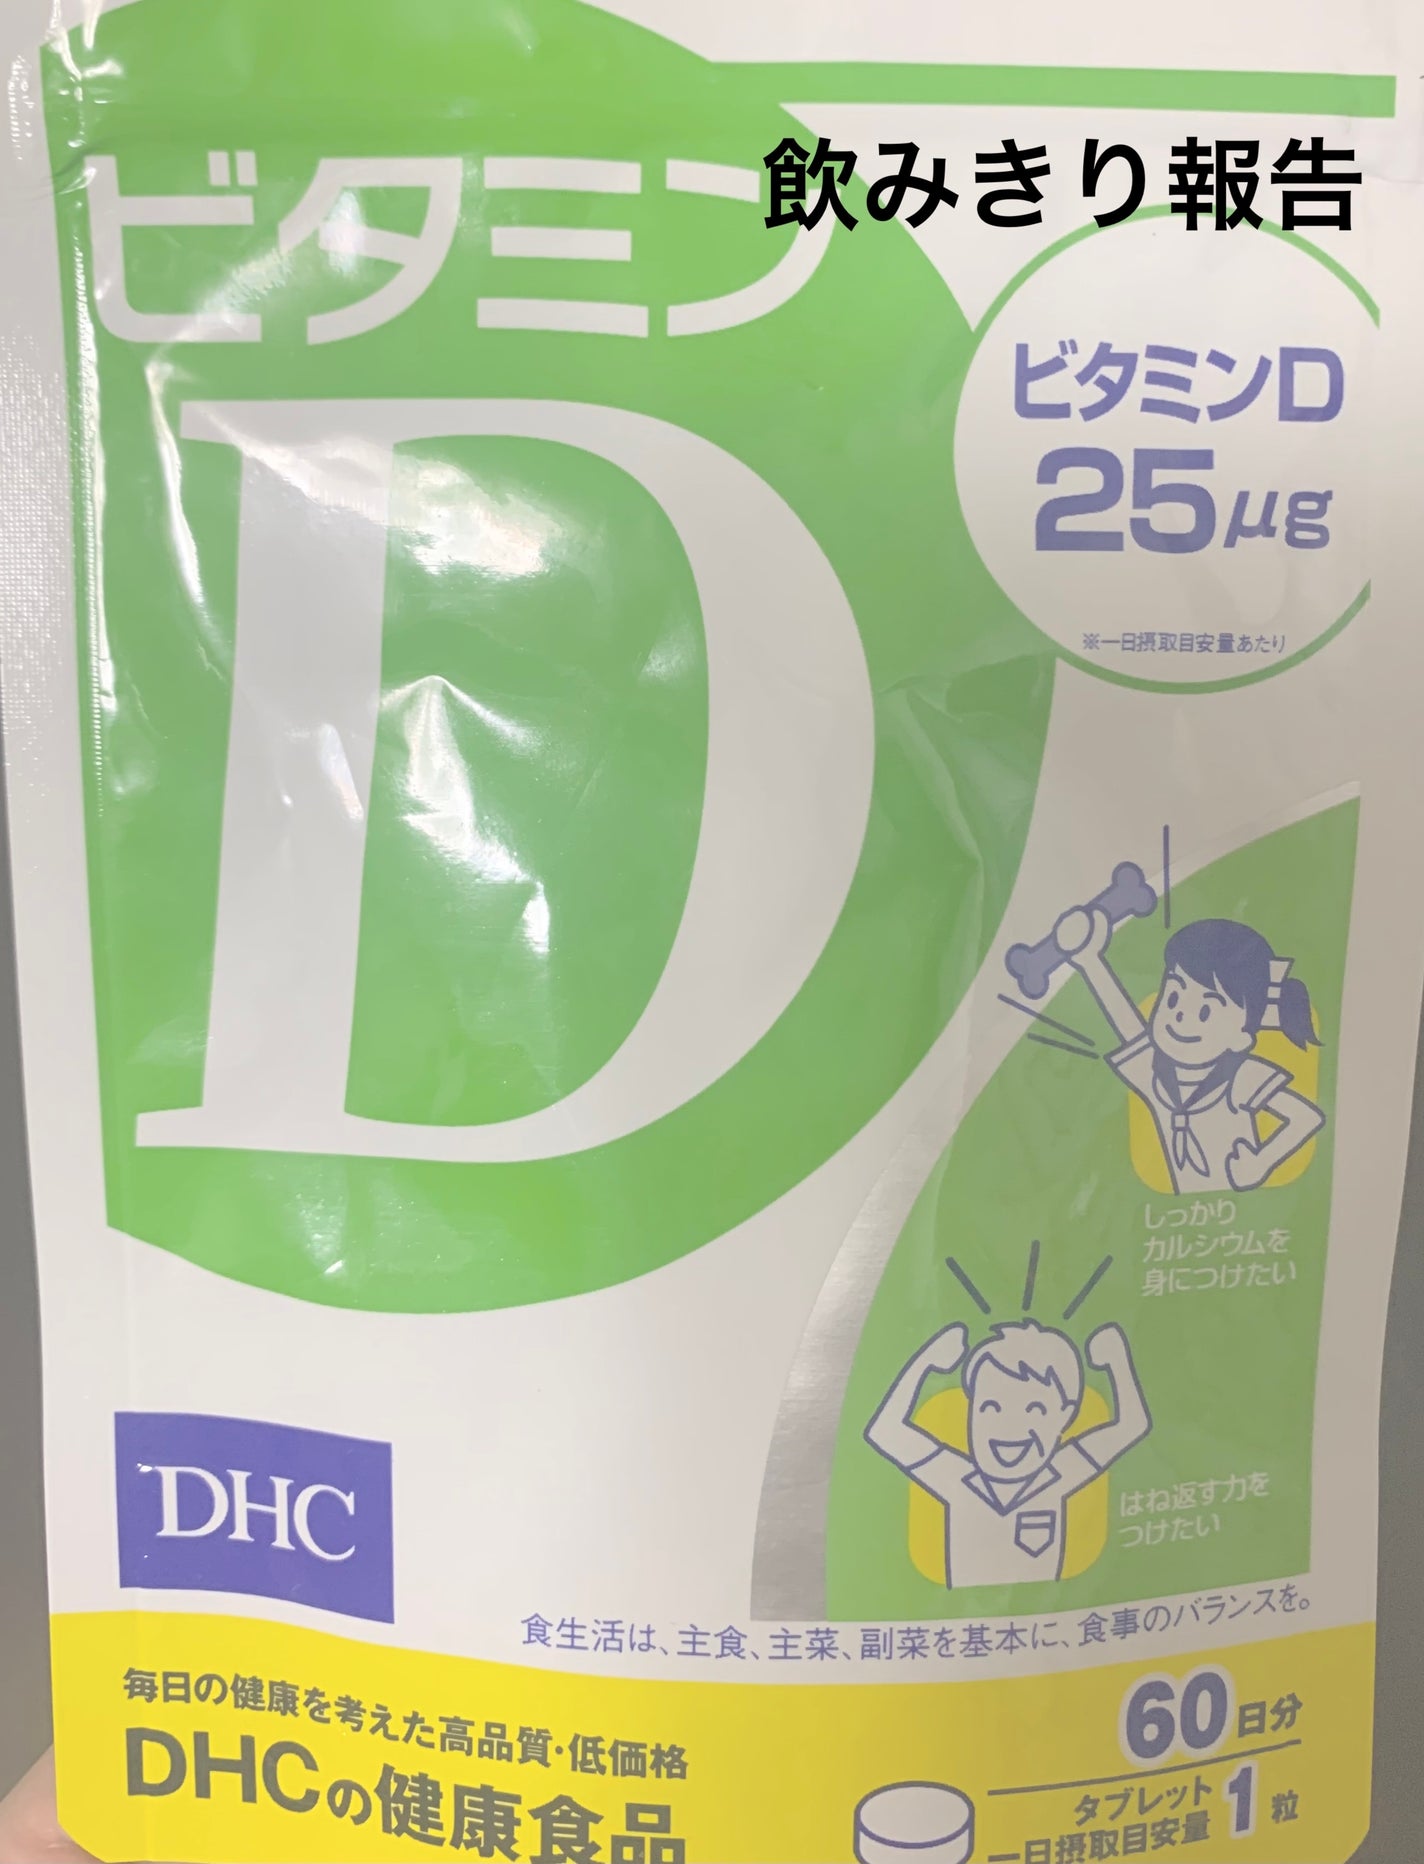 飲みきり報告
ビタミン
D
ビタミンD
25μg
※一日摂取目安量あたり
しっかり
カルシウムを
身につけたい
はね返す力を
つけたい
DHC
食生活は、主食、主菜、副菜を基本に、食事のバランスを。
毎日の健康を考えた高品質・低価格
DHCの健康食品
60日分
タブレット
一日摂取目安量 1粒